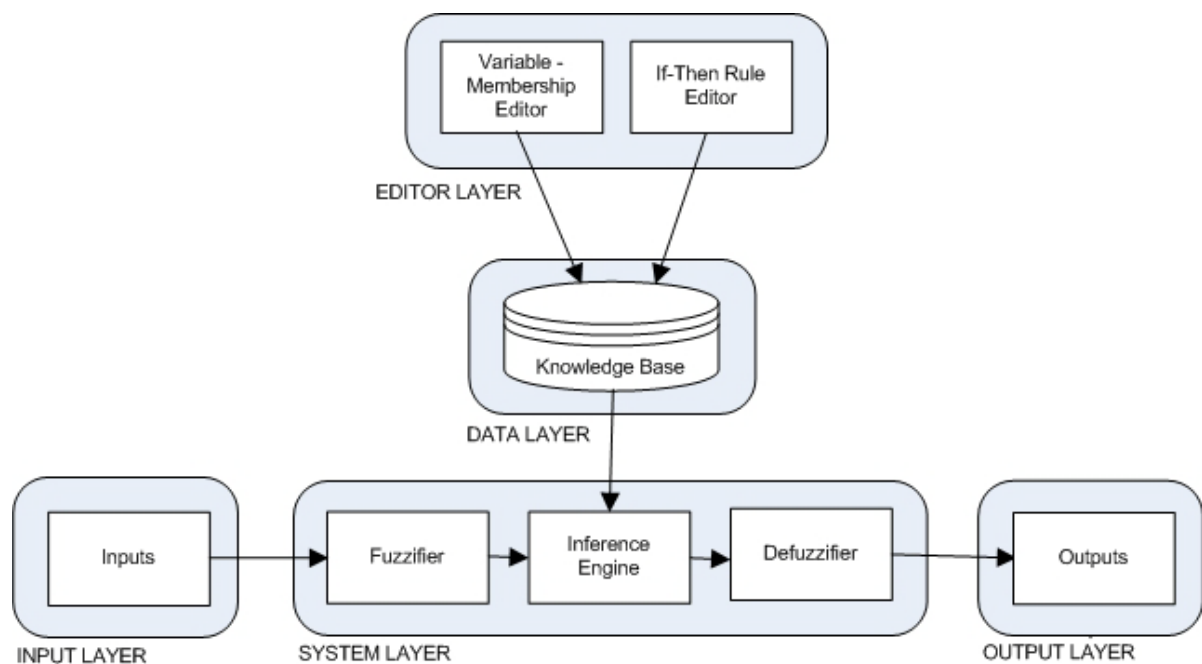 Variable -
Membership
Editor
If-Then Rule
Editor
EDITOR LAYER
Knowledge Base
DATA LAYER
Inputs
Fuzzifier
Inference
Engine
Defuzzifier
Outputs
INPUT LAYER
SYSTEM LAYER
OUTPUT LAYER